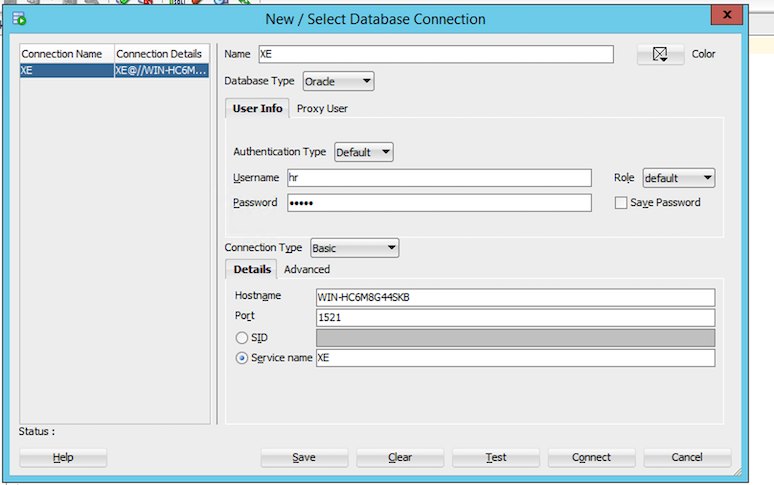 New / Select Database Connection
X
Connection Name Connection Details
XE XE@//WIN-HC6M...
Name XE Color
Database Type Oracle
User Info Proxy User
Authentication Type Default
Username hr Role default
Password ••••• Save Password
Connection Type Basic
Details Advanced
Hostname WIN-HC6M8G44SKB
Port 1521
SID
Service name XE
Status :
Help Save Clear Test Connect Cancel